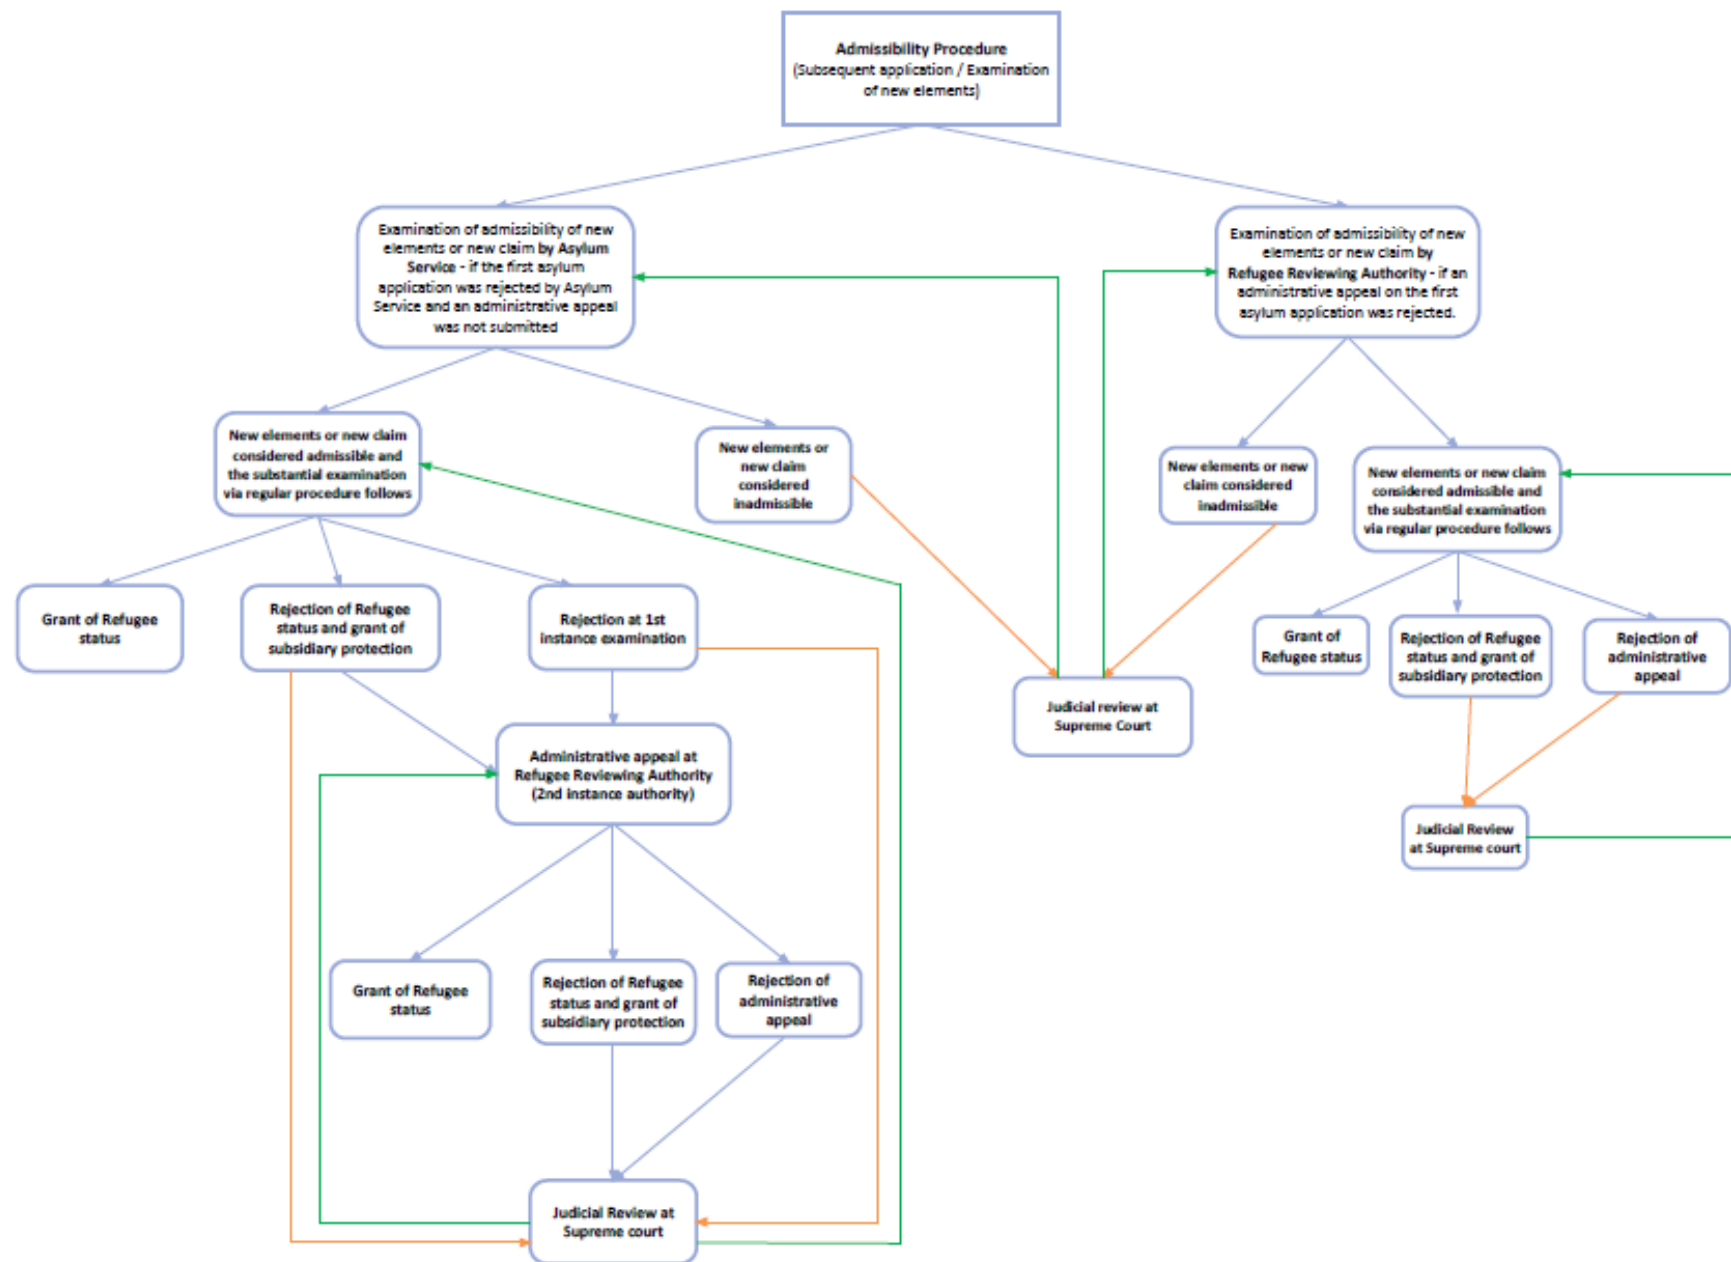 Admissibility Procedure
(Subsequent application / Examination
of new elements)
Examination of admissibility of new
elements or new claim by Asylum
Service - if the first asylum
application was rejected by Asylum
Service and an administrative appeal
was not submitted
Examination of admissibility of new
elements or new claim by
Refugee Reviewing Authority - if an
administrative appeal on the first
asylum application was rejected.
New elements or new claim
considered admissible and
the substantial examination
via regular procedure follows
New elements or
new claim
considered
inadmissible
New elements or new
claim considered
inadmissible
New elements or new claim
considered admissible and
the substantial examination
via regular procedure follows
Grant of Refugee
status
Rejection of Refugee
status and grant of
subsidiary protection
Rejection at 1st
instance examination
Grant of
Refugee status
Rejection of Refugee
status and grant of
subsidiary protection
Rejection of
administrative
appeal
Judicial review at
Supreme Court
Administrative appeal at
Refugee Reviewing Authority
(2nd instance authority)
Judicial Review
at Supreme court
Grant of Refugee
status
Rejection of Refugee
status and grant of
subsidiary protection
Rejection of
administrative
appeal
Judicial Review at
Supreme court